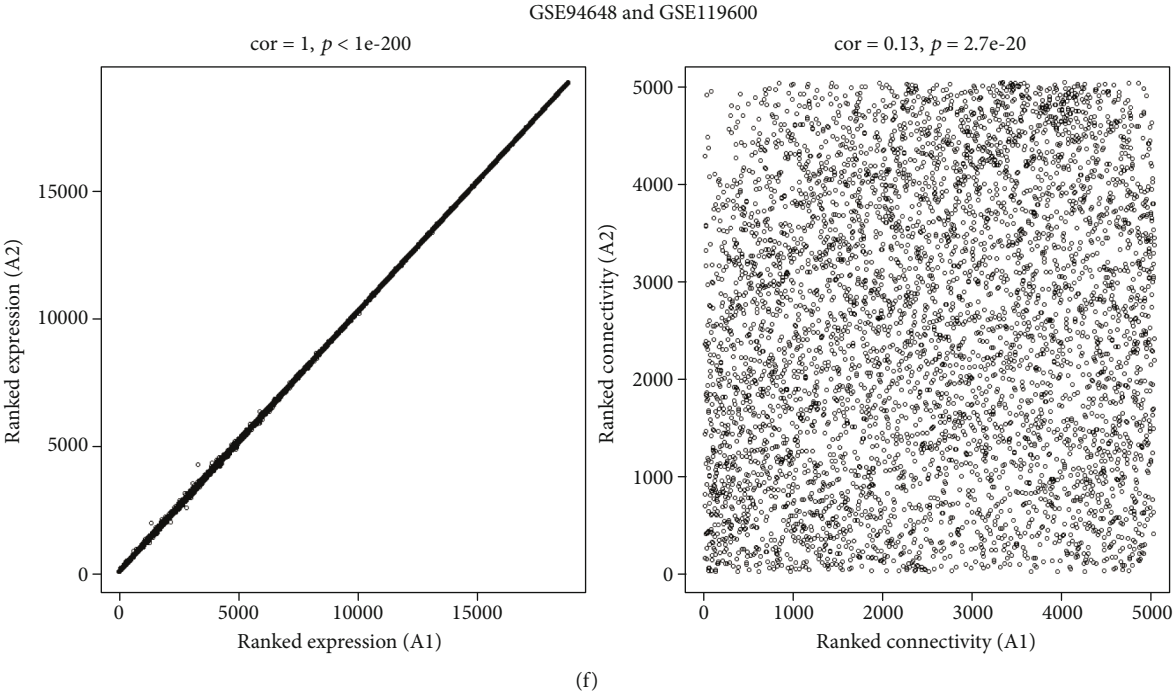 GSE94648 and GSE119600
cor = 1, p < 1e-200
15000
10000
5000
0
Ranked expression (A2)
0 5000 10000 15000
Ranked expression (A1)
cor = 0.13, p = 2.7e-20
5000
4000
3000
2000
1000
0
Ranked connectivity (A2)
0 1000 2000 3000 4000 5000
Ranked connectivity (A1)
(f)